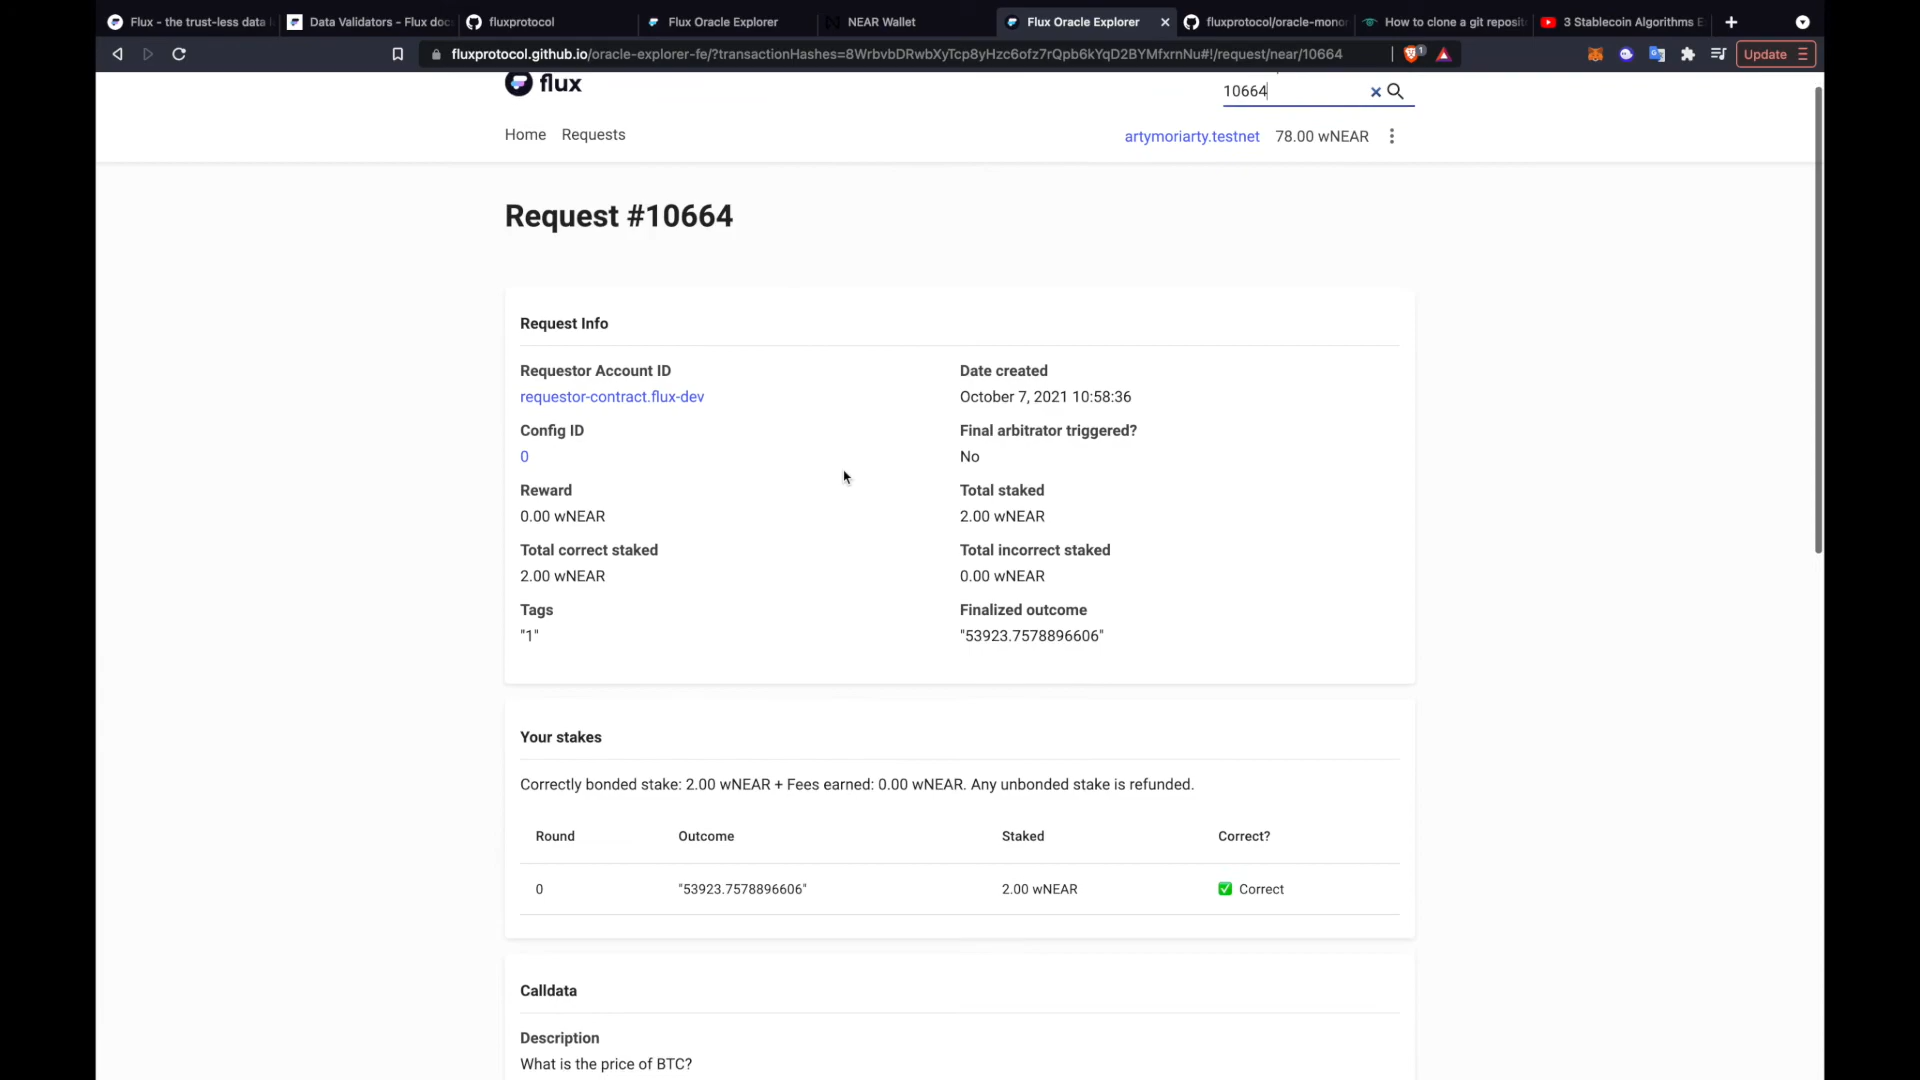 Flux - the trust-less data
Data Validators – Flux doc
fluxprotocol
Flux Oracle Explorer
NEAR Wallet
Flux Oracle Explorer
fluxprotocol/oracle-mono
How to clone a git reposit
3 Stablecoin Algorithms E
fluxprotocol.github.io/oracle-explorer-fe/?transactionHashes=8WrbvbDRwbXyTcp8yHzc6ofz7rQpb6kYqD2BYMfxrnNu#!/request/near/10664
1
Update
flux
10664
Home
Requests
artymoriarty.testnet
78.00 wNEAR
Request #10664
Request Info
Requestor Account ID
requestor-contract.flux-dev
Date created
October 7, 2021 10:58:36
Config ID
0
Final arbitrator triggered?
No
Reward
0.00 wNEAR
Total staked
2.00 wNEAR
Total correct staked
2.00 wNEAR
Total incorrect staked
0.00 wNEAR
Tags
"1"
Finalized outcome
"53923.7578896606"
Your stakes
Correctly bonded stake: 2.00 wNEAR + Fees earned: 0.00 wNEAR. Any unbonded stake is refunded.
Round
Outcome
Staked
Correct?
0
"53923.7578896606"
2.00 wNEAR
Correct
Calldata
Description
What is the price of BTC?